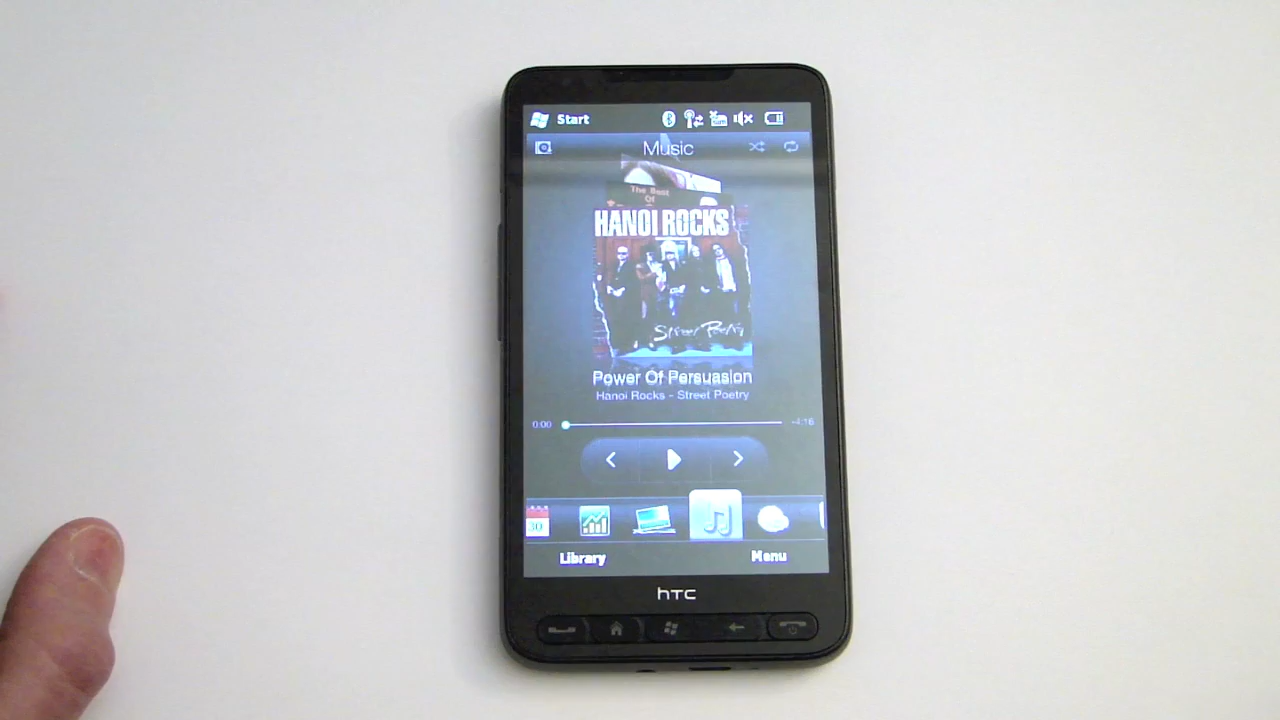 Start
Music
The Best
Of
HANOI ROCKS
Street Poetry
Power Of Persuasion
Hanoi Rocks - Street Poetry
0:00
-4:16
30
Library
Menu
hTC